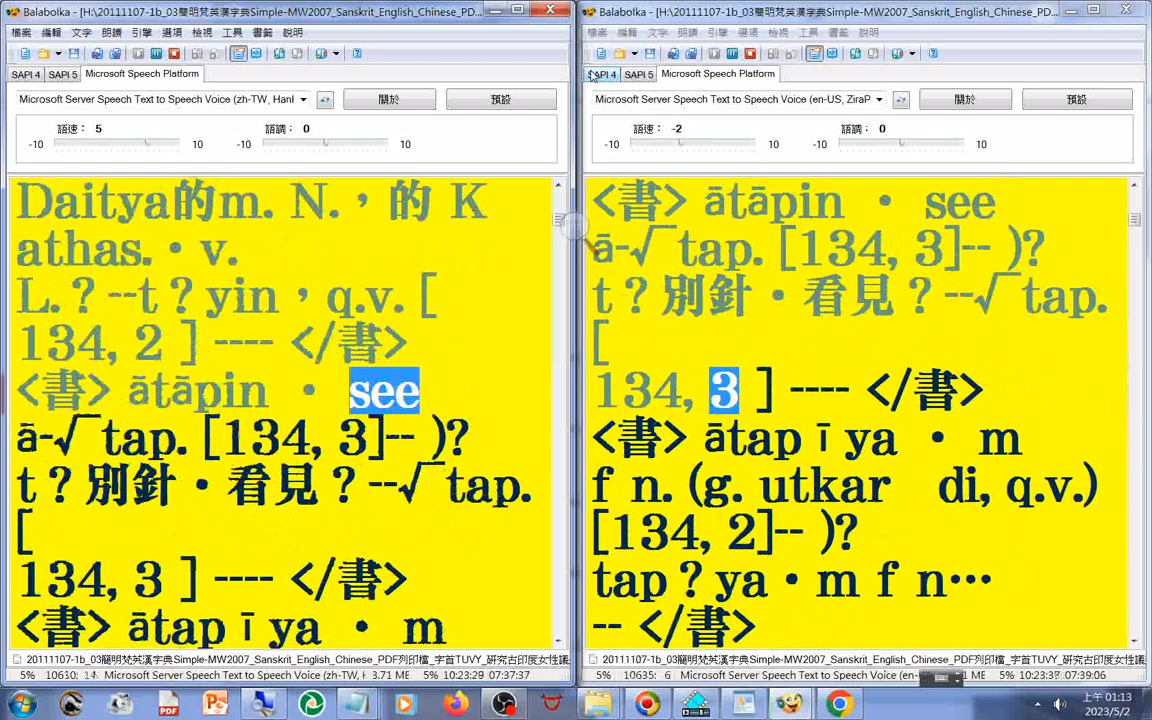 Balabolka - [H:\20111107-1b_03簡明梵英漢字典Simple-MW2007_Sanskrit_English_Chinese_PD...
檔案 編輯 文字 朗讀 引擎 選項 檢視 工具 書籤 說明
SAPI 4 SAPI 5 Microsoft Speech Platform
Microsoft Server Speech Text to Speech Voice (zh-TW, Han 關於 預設
語速： 5 語調： 0
-10 10 -10 10
Daitya的m. N.，的 K
athas.·v.
L.？--t？yin，q.v. [
134, 2 ] ---- </書>
<書> ātāpin · see
ā-√ tap. [134, 3]-- )?
t？別針·看見？--√ tap.
[
134, 3 ] ---- </書>
<書> ātap ī ya · m
20111107-1b_03簡明梵英漢字典Simple-MW2007_Sanskrit_English_Chinese_PDF列印檔_字首TUVY_研究古印度女性議
5% Microsoft Server Speech Text to Speech Voice (zh-TW, 3.71 ME 5% 10:23:29 07:37:37
Balabolka - [H:\20111107-1b_03簡明梵英漢字典Simple-MW2007_Sanskrit_English_Chinese_PD...
檔案 編輯 文字 朗讀 引擎 選項 檢視 工具 書籤 說明
SAPI 4 SAPI 5 Microsoft Speech Platform
Microsoft Server Speech Text to Speech Voice (en-US, ZiraP 關於 預設
語速： -2 語調： 0
-10 10 -10 10
<書> ātāpin · see
ā-√ tap. [134, 3]-- )?
t？別針·看見？--√ tap.
[
134, 3 ] ---- </書>
<書> ātap ī ya · m
f n. (g. utkar di, q.v.)
[134, 2]-- )?
tap？ya·m f n…
-- </書>
20111107-1b_03簡明梵英漢字典Simple-MW2007_Sanskrit_English_Chinese_PDF列印檔_字首TUVY_研究古印度女性議
5% 10635: 6 Microsoft Server Speech Text to Speech Voice (en-U ME 5% 10:23:37 07:39:06
上午 01:13
2023/5/2